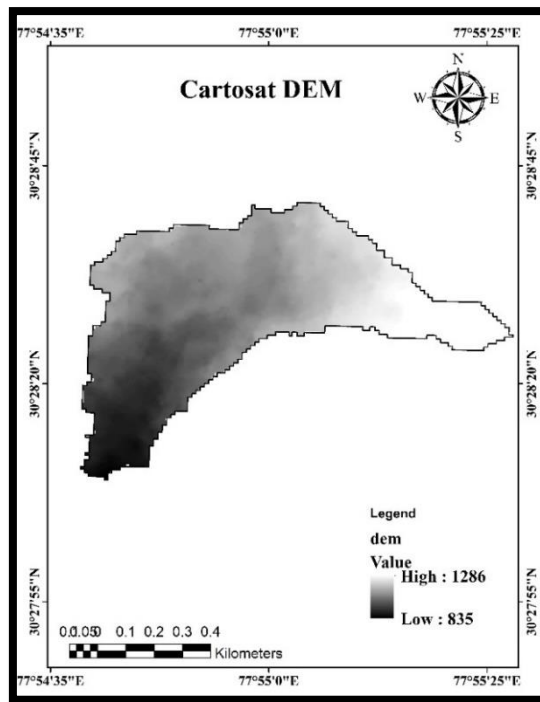 77°54'35"E 77°55'0"E 77°55'25"E
Cartosat DEM
N
W E
S
30°28'45"N 30°28'45"N
30°28'20"N 30°28'20"N
30°27'55"N 30°27'55"N
Legend
dem
Value
High : 1286
Low : 835
0.1 0.2 0.3 0.4
Kilometers
77°54'35"E 77°55'0"E 77°55'25"E